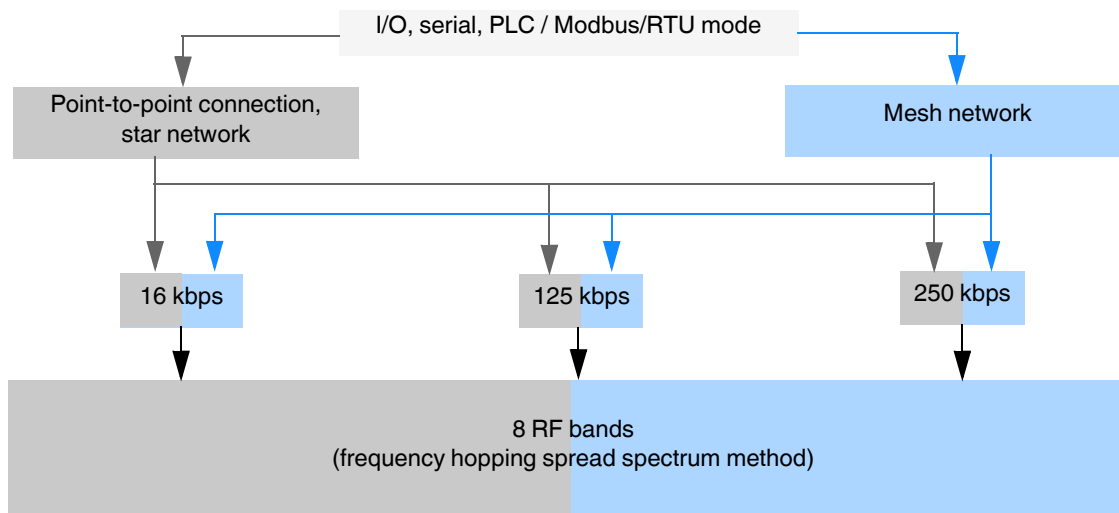 I/O, serial, PLC / Modbus/RTU mode
Point-to-point connection,
star network
Mesh network
16 kbps
125 kbps
250 kbps
8 RF bands
(frequency hopping spread spectrum method)